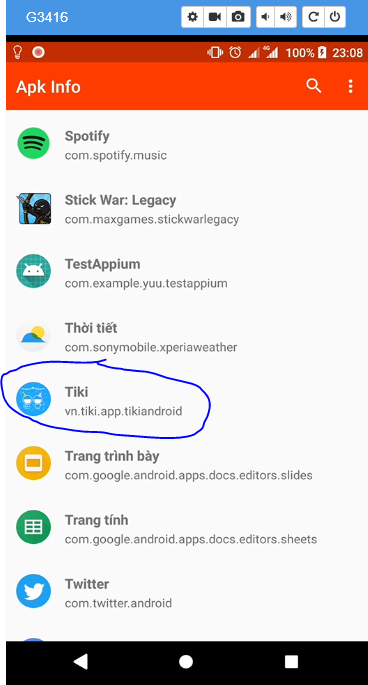 G3416
4G 100% 23:08
Apk Info
Spotify
com.spotify.music
Stick War: Legacy
com.maxgames.stickwarlegacy
TestAppium
com.example.yuu.testappium
Thời tiết
com.sonymobile.xperiaweather
Tiki
vn.tiki.app.tikiandroid
Trang trình bày
com.google.android.apps.docs.editors.slides
Trang tính
com.google.android.apps.docs.editors.sheets
Twitter
com.twitter.android